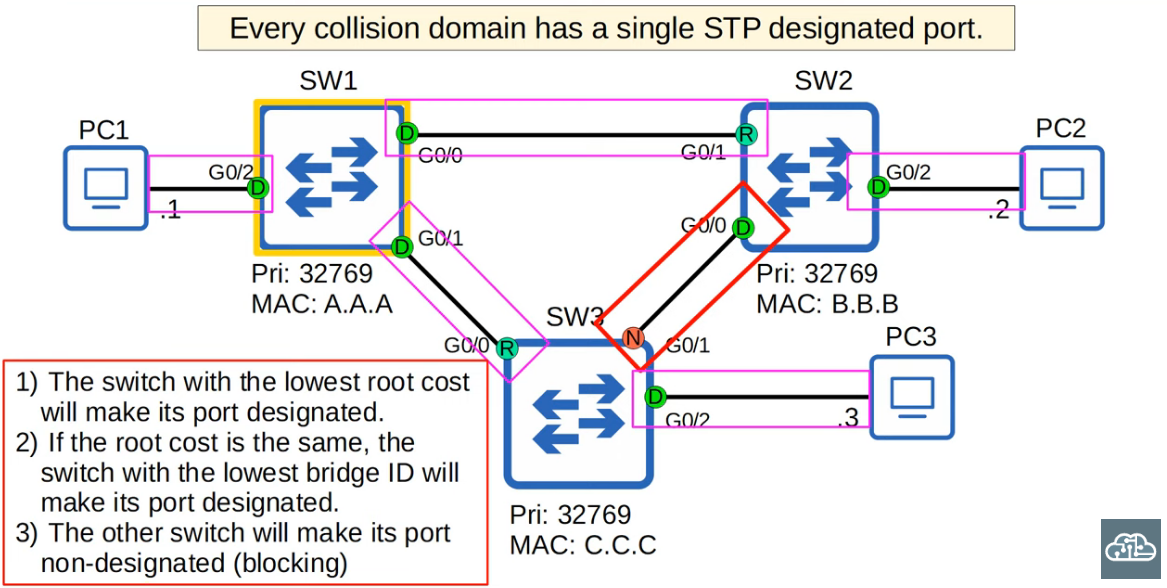 Every collision domain has a single STP designated port.
SW1
SW2
PC1
PC2
D
G0/0
R
G0/1
G0/2
D
.1
D
G0/2
.2
D
G0/1
G0/0
D
Pri: 32769
MAC: A.A.A
Pri: 32769
MAC: B.B.B
SW3
G0/0
R
N
G0/1
PC3
D
G0/2
.3
1) The switch with the lowest root cost
will make its port designated.
2) If the root cost is the same, the
switch with the lowest bridge ID will
make its port designated.
3) The other switch will make its port
non-designated (blocking)
Pri: 32769
MAC: C.C.C